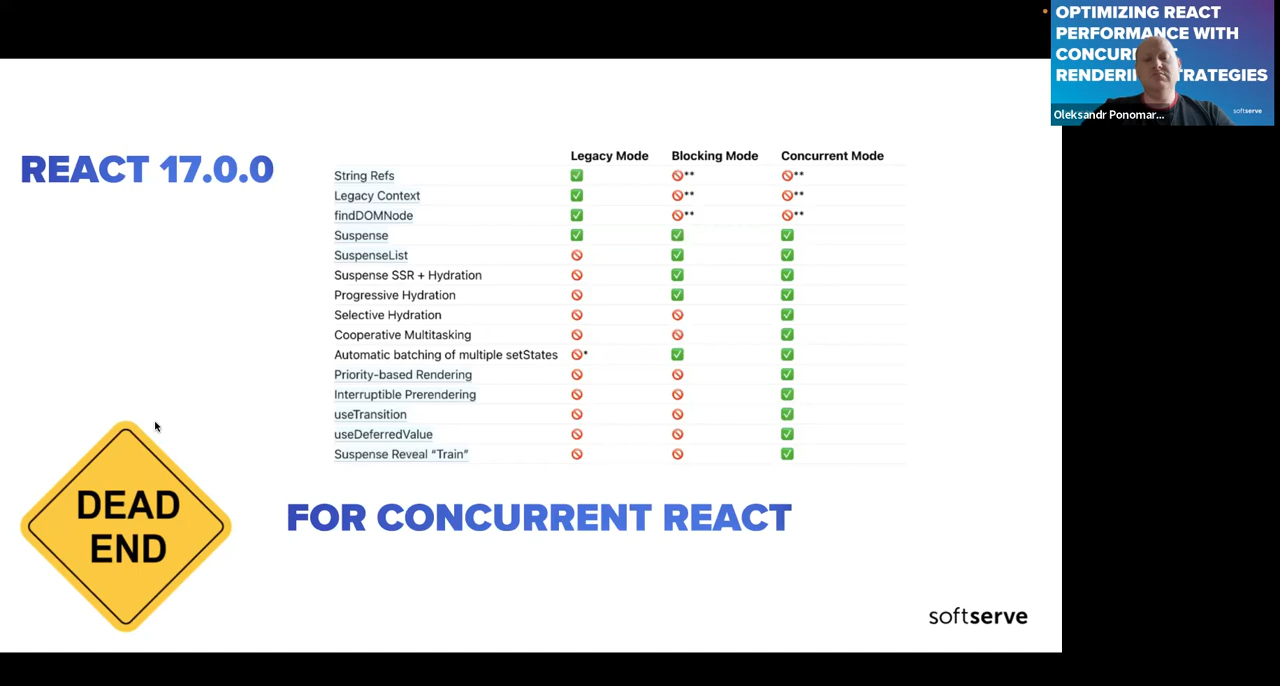 OPTIMIZING REACT
PERFORMANCE WITH
RENDERI TRATEGIES
softserve
Oleksandr Ponomar...
REACT 17.0.0
Legacy Mode Blocking Mode Concurrent Mode
String Refs ✅ 🚫** 🚫**
Legacy Context ✅ 🚫** 🚫**
findDOMNode ✅ 🚫** 🚫**
Suspense ✅ ✅ ✅
SuspenseList 🚫 ✅ ✅
Suspense SSR + Hydration 🚫 ✅ ✅
Progressive Hydration 🚫 ✅ ✅
Selective Hydration 🚫 🚫 ✅
Cooperative Multitasking 🚫 🚫 ✅
Automatic batching of multiple setStates 🚫* ✅ ✅
Priority-based Rendering 🚫 🚫 ✅
Interruptible Prerendering 🚫 🚫 ✅
useTransition 🚫 🚫 ✅
useDeferredValue 🚫 🚫 ✅
Suspense Reveal “Train” 🚫 🚫 ✅
DEAD
END
FOR CONCURRENT REACT
softserve